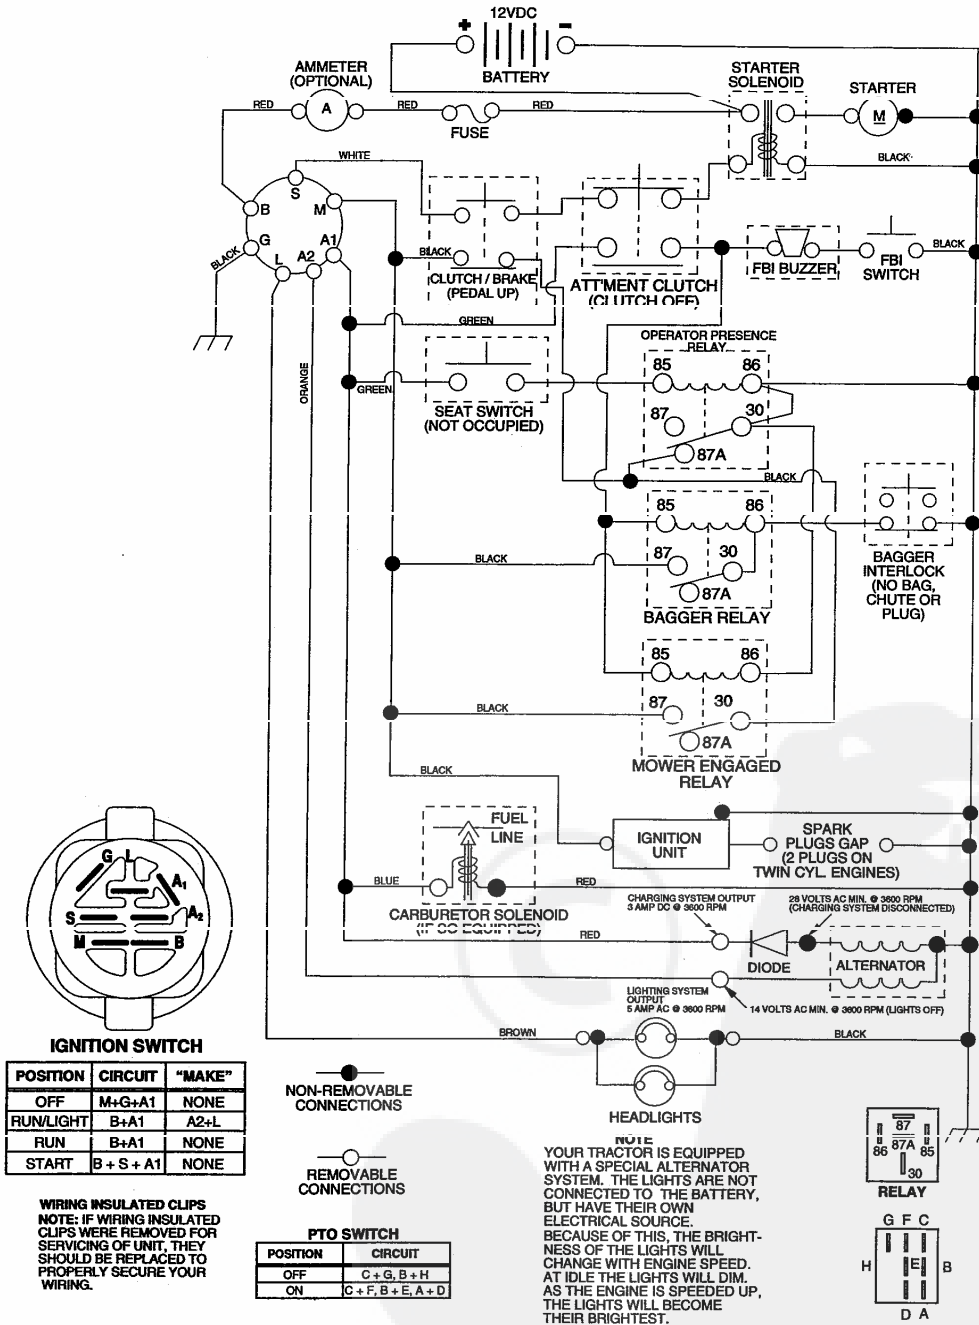 12VDC
+ -
BATTERY
AMMETER
(OPTIONAL)
RED
A
RED
FUSE
RED
STARTER
SOLENOID
STARTER
M
BLACK
WHITE
S
B
M
G
A1
A2
L
BLACK
BLACK
CLUTCH / BRAKE
(PEDAL UP)
ATT'MENT CLUTCH
(CLUTCH OFF)
FBI BUZZER
FBI
SWITCH
BLACK
GREEN
ORANGE
GREEN
SEAT SWITCH
(NOT OCCUPIED)
OPERATOR PRESENCE
RELAY
85 86
87 30
87A
BLACK
85 86
BLACK
87 30
87A
BAGGER RELAY
BAGGER
INTERLOCK
(NO BAG,
CHUTE OR
PLUG)
85 86
BLACK
87 30
87A
MOWER ENGAGED
RELAY
BLACK
FUEL
LINE
IGNITION
UNIT
SPARK
PLUGS GAP
(2 PLUGS ON
TWIN CYL. ENGINES)
BLUE
RED
CARBURETOR SOLENOID
(IF SO EQUIPPED)
CHARGING SYSTEM OUTPUT
3 AMP DC @ 3600 RPM
28 VOLTS AC MIN. @ 3600 RPM
(CHARGING SYSTEM DISCONNECTED)
RED
DIODE
ALTERNATOR
LIGHTING SYSTEM
OUTPUT
5 AMP AC @ 3600 RPM
14 VOLTS AC MIN. @ 3600 RPM (LIGHTS OFF)
BROWN
BLACK
HEADLIGHTS
G L
A1
S A2
M B
IGNITION SWITCH
POSITION CIRCUIT "MAKE"
OFF M+G+A1 NONE
RUN/LIGHT B+A1 A2+L
RUN B+A1 NONE
START B + S + A1 NONE
NON-REMOVABLE
CONNECTIONS
REMOVABLE
CONNECTIONS
WIRING INSULATED CLIPS
NOTE: IF WIRING INSULATED
CLIPS WERE REMOVED FOR
SERVICING OF UNIT, THEY
SHOULD BE REPLACED TO
PROPERLY SECURE YOUR
WIRING.
PTO SWITCH
POSITION CIRCUIT
OFF C + G, B + H
ON C + F, B + E, A + D
NOTE
YOUR TRACTOR IS EQUIPPED
WITH A SPECIAL ALTERNATOR
SYSTEM. THE LIGHTS ARE NOT
CONNECTED TO THE BATTERY,
BUT HAVE THEIR OWN
ELECTRICAL SOURCE.
BECAUSE OF THIS, THE BRIGHT-
NESS OF THE LIGHTS WILL
CHANGE WITH ENGINE SPEED.
AT IDLE THE LIGHTS WILL DIM.
AS THE ENGINE IS SPEEDED UP,
THE LIGHTS WILL BECOME
THEIR BRIGHTEST.
87
86 87A 85
30
RELAY
G F C
H E B
D A